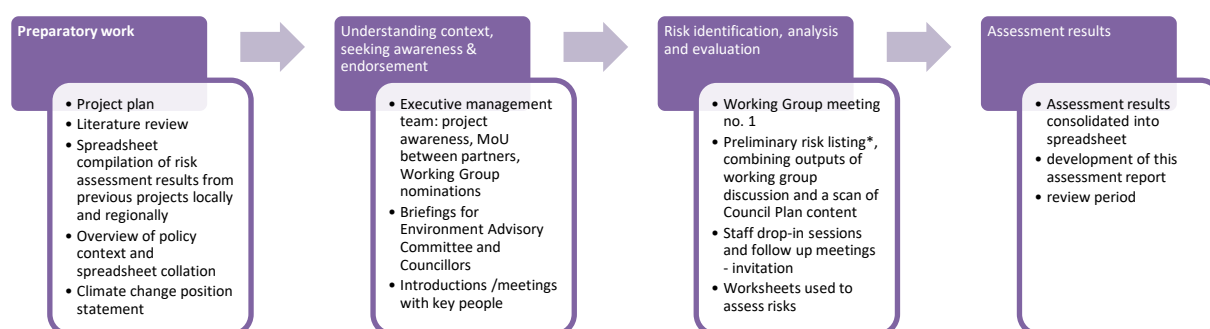 Preparatory work
• Project plan
• Literature review
• Spreadsheet
compilation of risk
assessment results from
previous projects locally
and regionally
• Overview of policy
context and
spreadsheet collation
• Climate change position
statement
Understanding context,
seeking awareness &
endorsement
• Executive management
team: project
awareness, MoU
between partners,
Working Group
nominations
• Briefings for
Environment Advisory
Committee and
Councillors
• Introductions /meetings
with key people
Risk identification, analysis
and evaluation
• Working Group meeting
no. 1
• Preliminary risk listing*,
combining outputs of
working group
discussion and a scan of
Council Plan content
• Staff drop-in sessions
and follow up meetings
- invitation
• Worksheets used to
assess risks
Assessment results
• Assessment results
consolidated into
spreadsheet
• development of this
assessment report
• review period